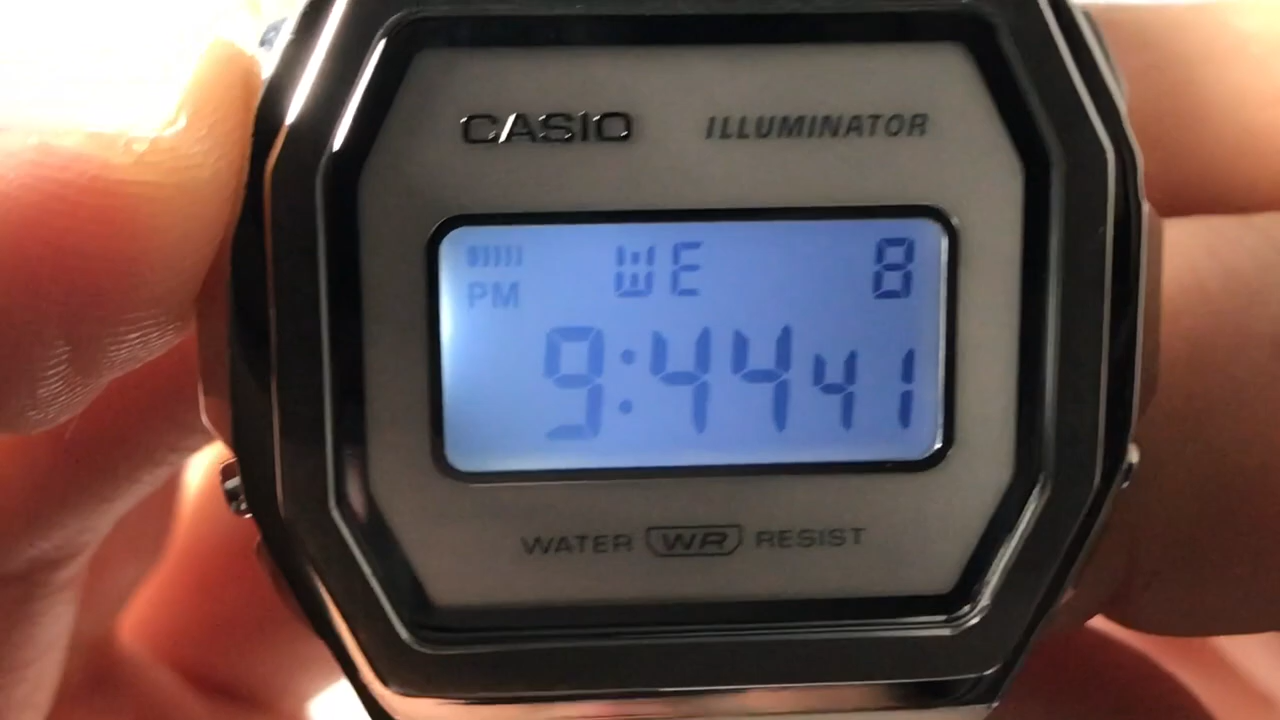 CASIO ILLUMINATOR
WE 8
PM
9:44 41
WATER WR RESIST